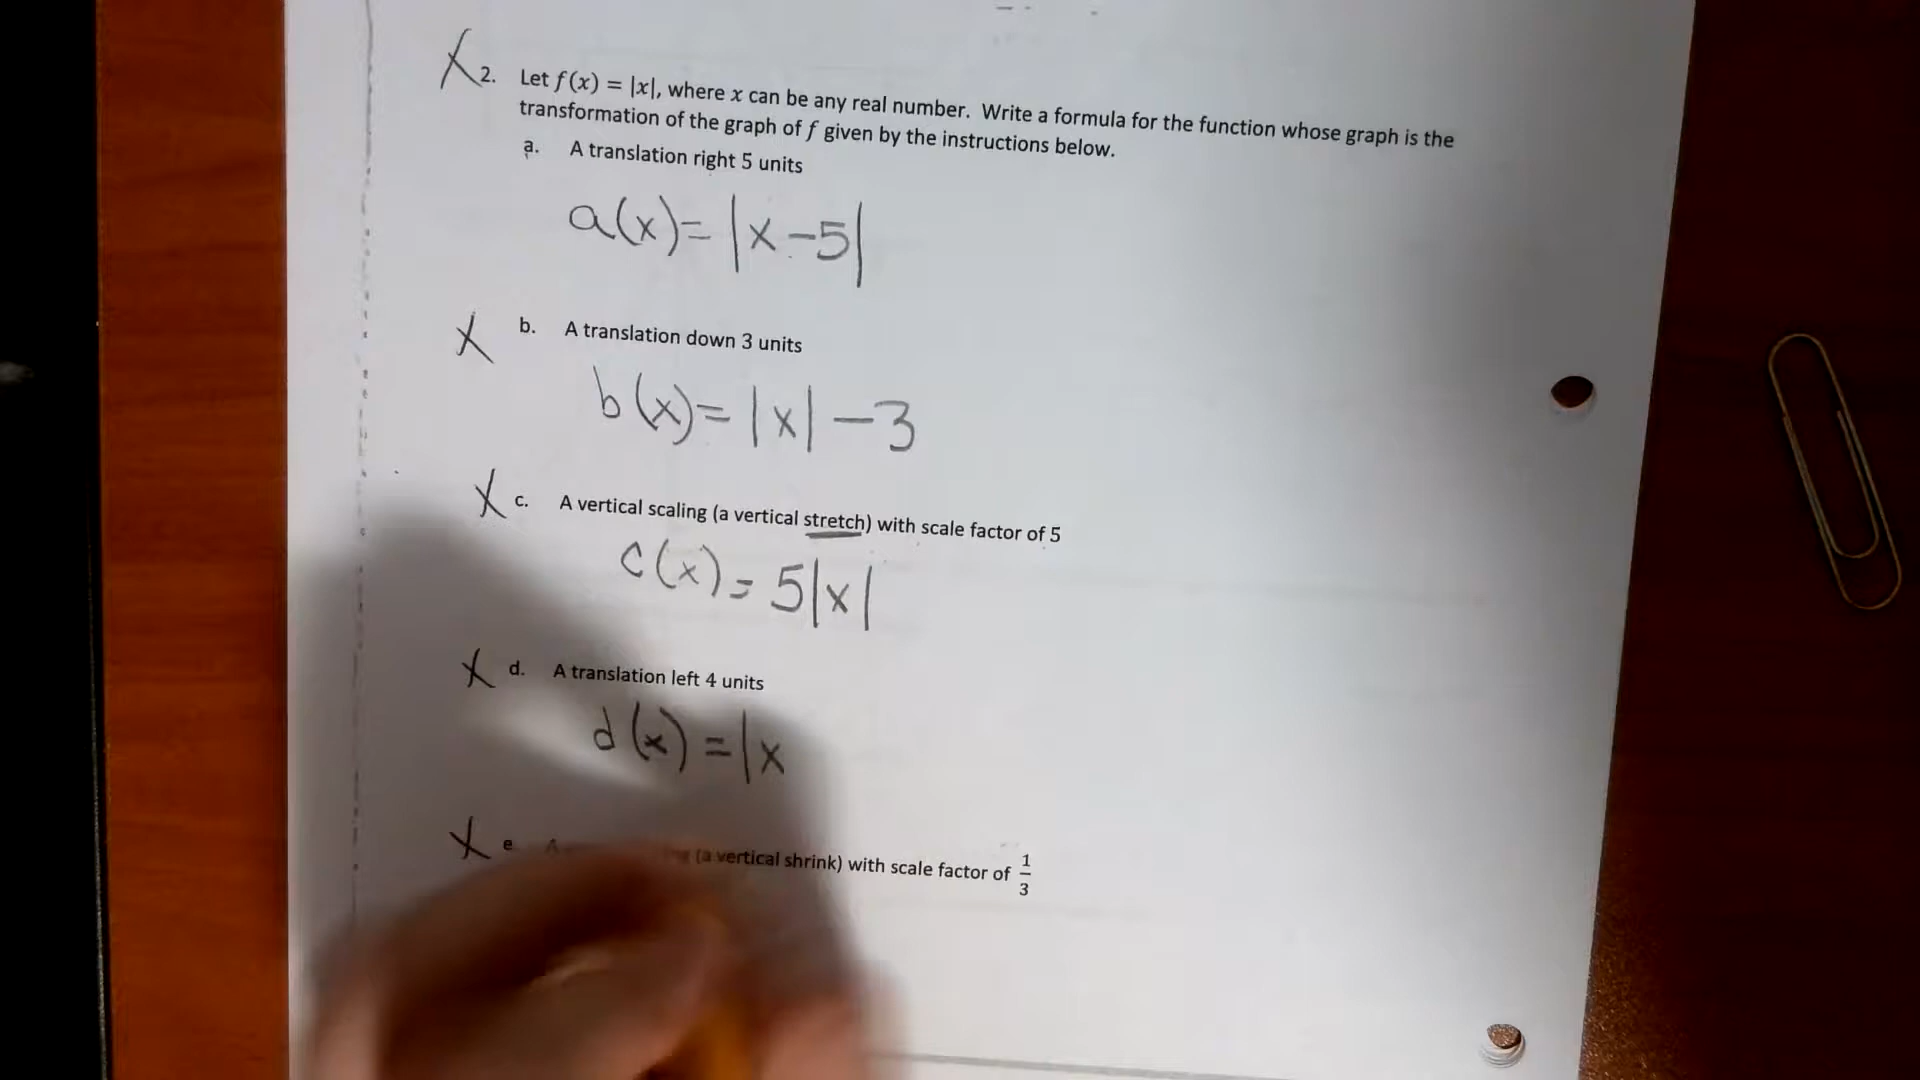 X 2. Let f(x) = |x|, where x can be any real number. Write a formula for the function whose graph is the
transformation of the graph of f given by the instructions below.
a. A translation right 5 units
a(x)= |x-5|
X b. A translation down 3 units
b(x)= |x| -3
X c. A vertical scaling (a vertical stretch) with scale factor of 5
c(x)= 5|x|
X d. A translation left 4 units
d(x) = |x
X e (a vertical shrink) with scale factor of 1/3